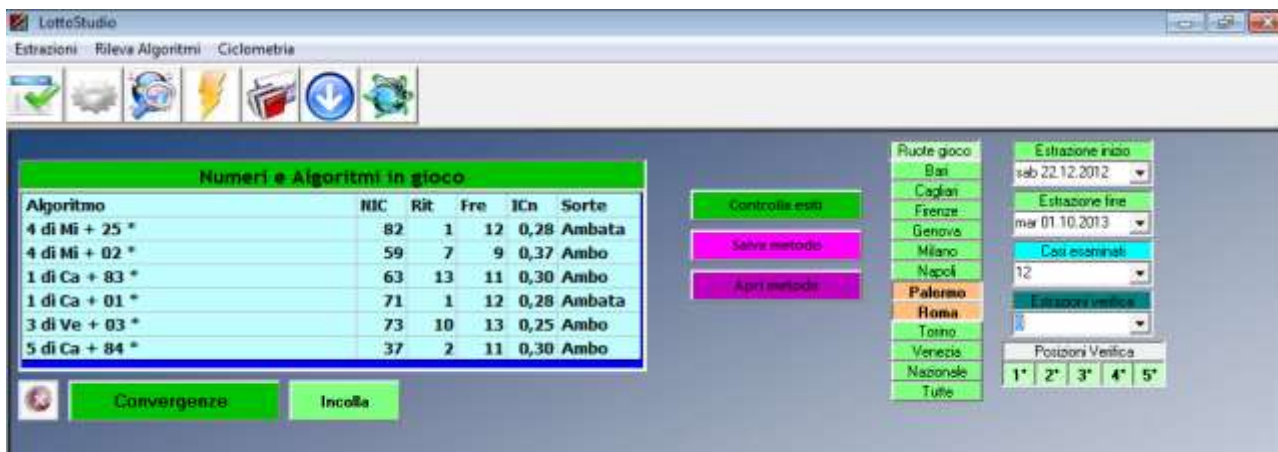 LottoStudio
Estrazioni Rileva Algoritmi Ciclometria
Numeri e Algoritmi in gioco
Algoritmo NIC Rit Fre ICn Sorte
4 di Mi + 25 * 82 1 12 0,28 Ambata
4 di Mi + 02 * 59 7 9 0,37 Ambo
1 di Ca + 83 * 63 13 11 0,30 Ambo
1 di Ca + 01 * 71 1 12 0,28 Ambata
3 di Ve + 03 * 73 10 13 0,25 Ambo
5 di Ca + 84 * 37 2 11 0,30 Ambo
Convergenze Incolla
Controlla esiti
Salva metodo
Apri metodo
Ruote gioco
Bari
Cagliari
Firenze
Genova
Milano
Napoli
Palermo
Roma
Torino
Venezia
Nazionale
Tutte
Estrazione inizio
sab 22.12.2012
Estrazione fine
mar 01.10.2013
Casi esaminati
12
Estrazioni verifica
Posizioni Verifica
1° 2° 3° 4° 5°